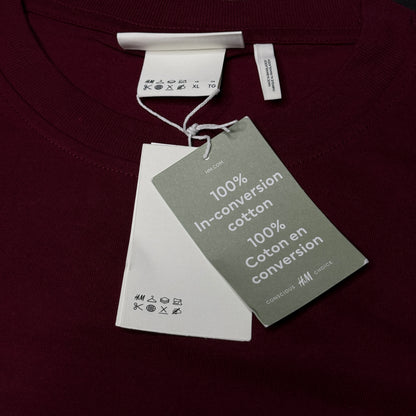 H&M
XL TG
HM.COM
100%
In-conversion
cotton
100%
Coton en
conversion
CONSCIOUS H&M CHOICE
H&M